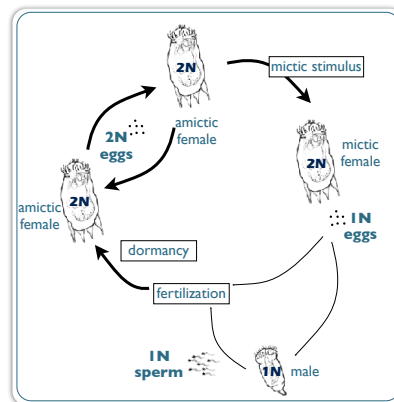 2N
mictic stimulus
2N
eggs
amictic
female
2N
mictic
female
amictic
female
2N
1N
eggs
dormancy
fertilization
1N
sperm
1N
male